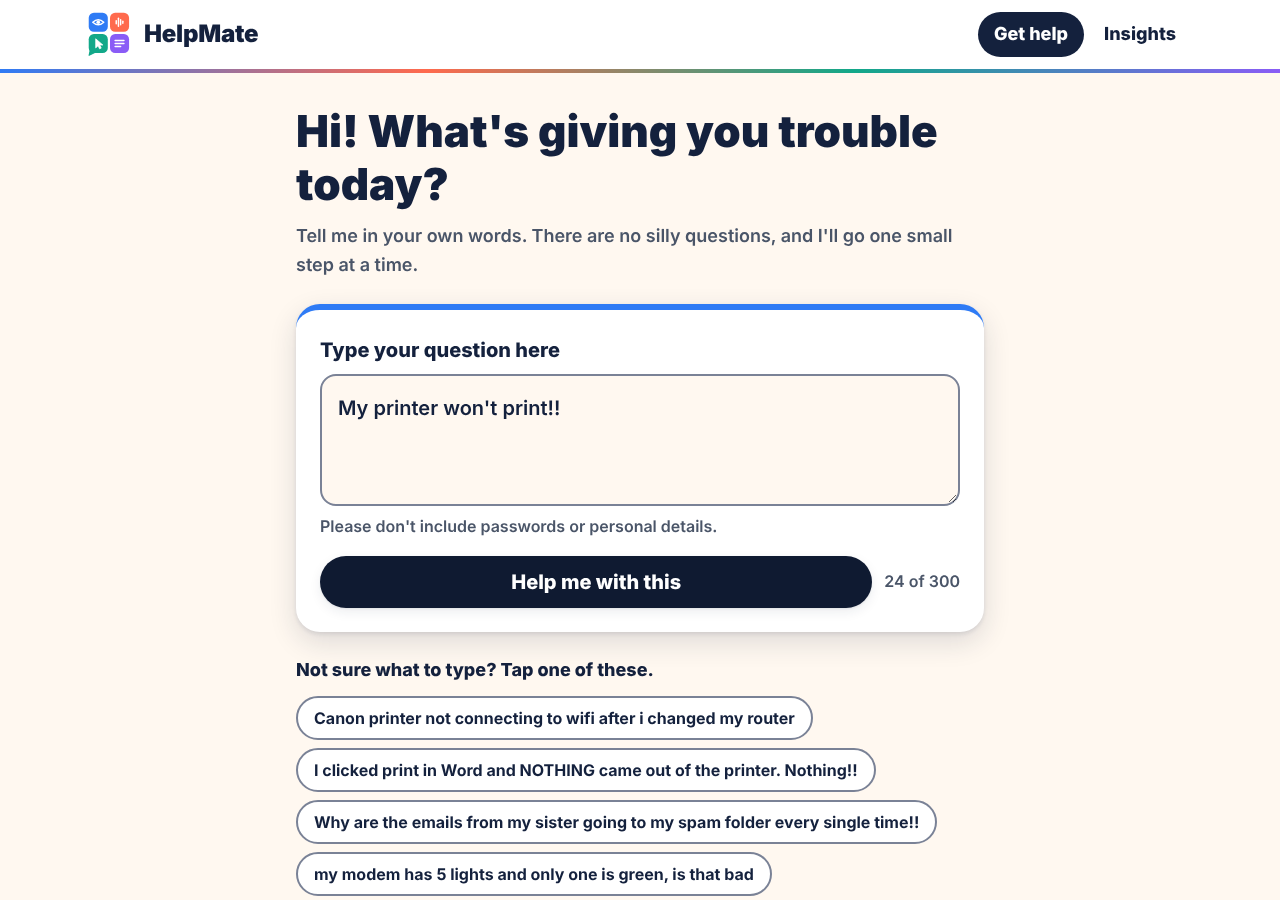 HelpMate
Get help
Insights
Hi! What's giving you trouble
today?
Tell me in your own words. There are no silly questions, and I'll go one small
step at a time.
Type your question here
My printer won't print!!
Please don't include passwords or personal details.
Help me with this
24 of 300
Not sure what to type? Tap one of these.
Canon printer not connecting to wifi after i changed my router
I clicked print in Word and NOTHING came out of the printer. Nothing!!
Why are the emails from my sister going to my spam folder every single time!!
my modem has 5 lights and only one is green, is that bad